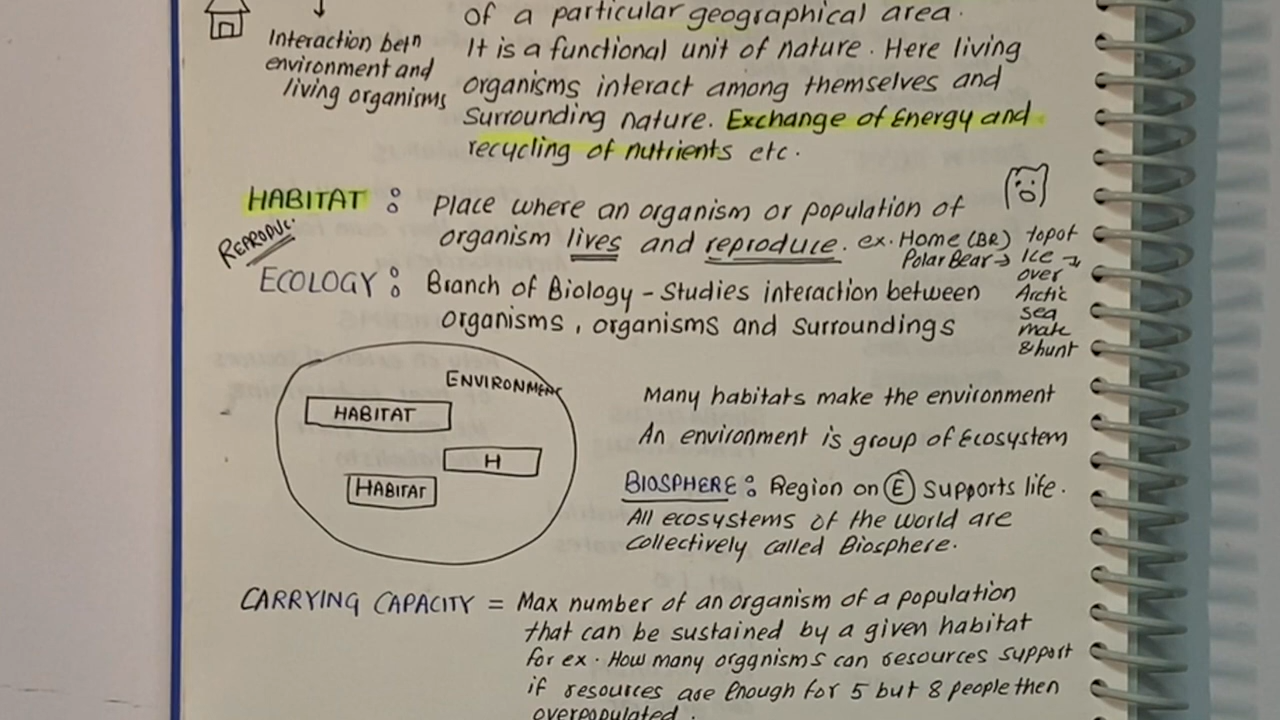 of a particular geographical area.
Interaction betn
environment and
living organisms
It is a functional unit of nature. Here living
organisms interact among themselves and
surrounding nature. Exchange of Energy and
recycling of nutrients etc.
HABITAT : Place where an organism or population of
organism lives and reproduce. ex. Home (BR)
Polar Bear → Ice →
topof
over
Arctic
sea
mate
& hunt
REPRODUC
ECOLOGY : Branch of Biology - Studies interaction between
organisms, organisms and surroundings
ENVIRONMENT
HABITAT
H
HABITAT
Many habitats make the environment
An environment is group of Ecosystem
BIOSPHERE : Region on E supports life.
All ecosystems of the world are
collectively called Biosphere.
CARRYING CAPACITY = Max number of an organism of a population
that can be sustained by a given habitat
for ex. How many organisms can resources support
if resources are enough for 5 but 8 people then
overpopulated.